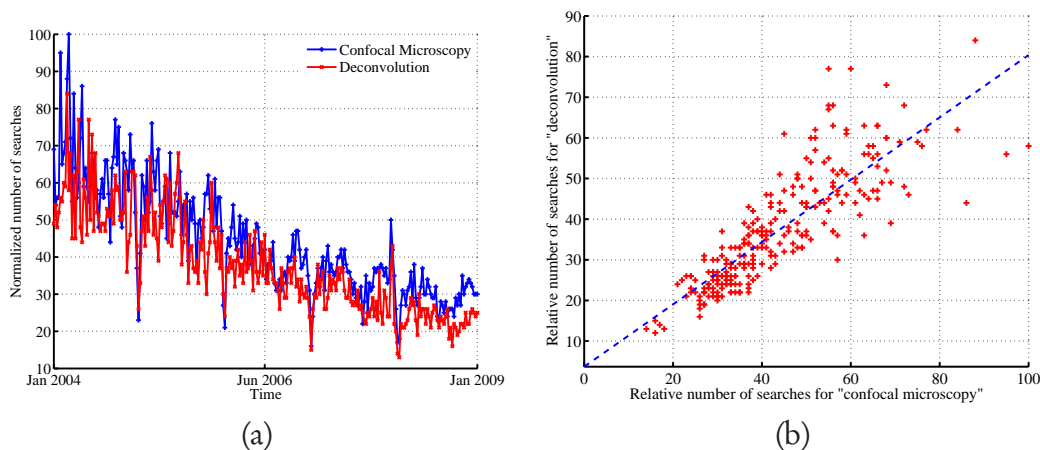 Normalized number of searches
100
90
80
70
60
50
40
30
20
10
Confocal Microscopy
Deconvolution
Jan 2004
Jun 2006
Jan 2009
Time
(a)
Relative number of searches for "deconvolution"
90
80
70
60
50
40
30
20
10
0
20
40
60
80
100
Relative number of searches for "confocal microscopy"
(b)